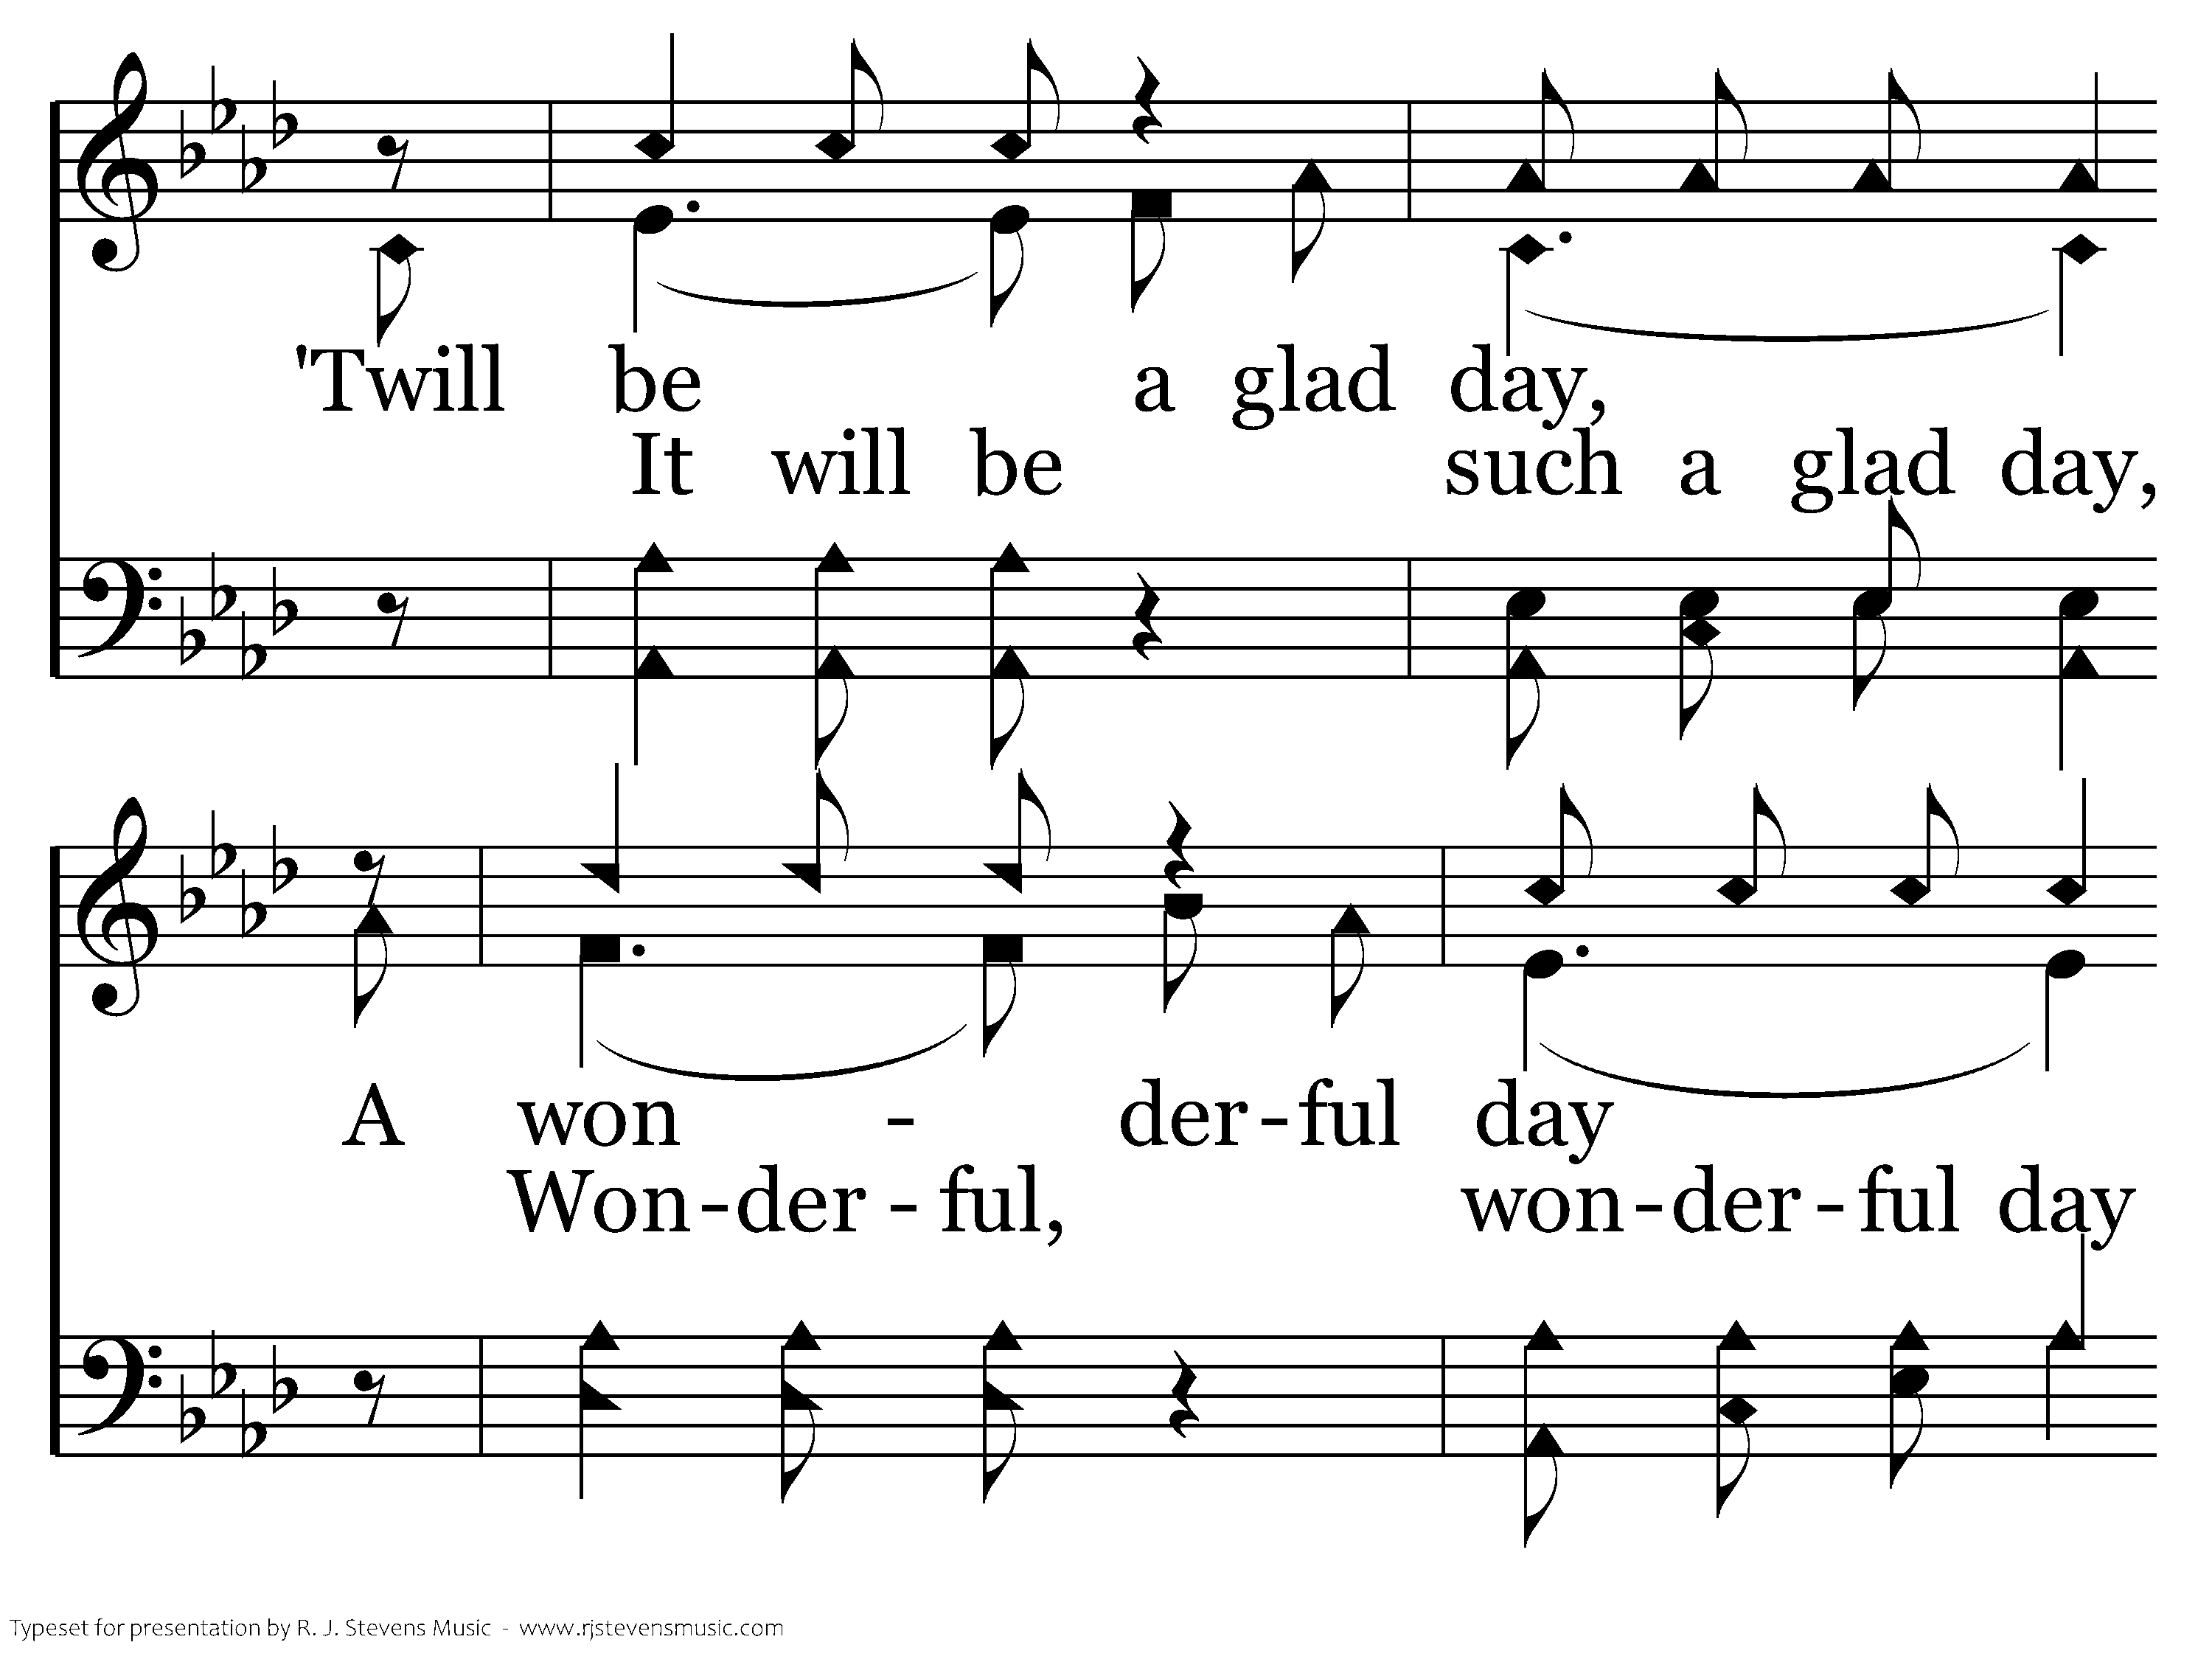 'Twill be a glad day,
It will be such a glad day,
A won - der-ful day
Won-der - ful, won-der-ful day
Typeset for presentation by R. J. Stevens Music - www.rjstevensmusic.com